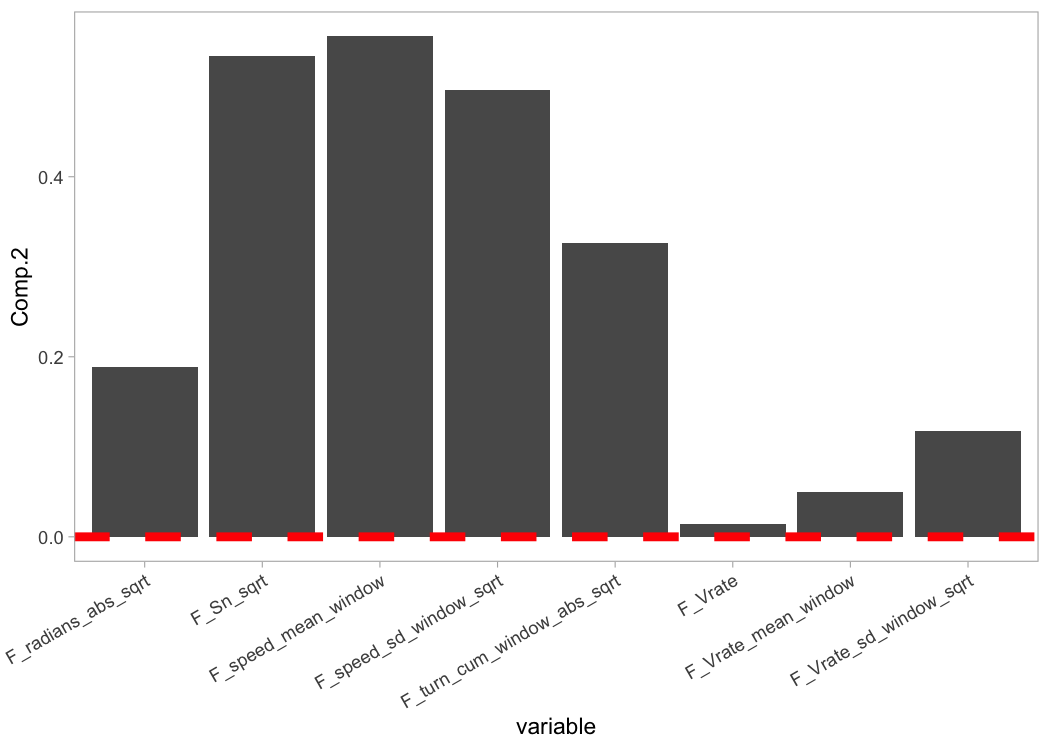 Comp.2
0.4
0.2
0.0
F_radians_abs_sqrt
F_Sn_sqrt
F_speed_mean_window
F_speed_sd_window_sqrt
F_turn_cum_window_abs_sqrt
F_Vrate
F_Vrate_mean_window
F_Vrate_sd_window_sqrt
variable